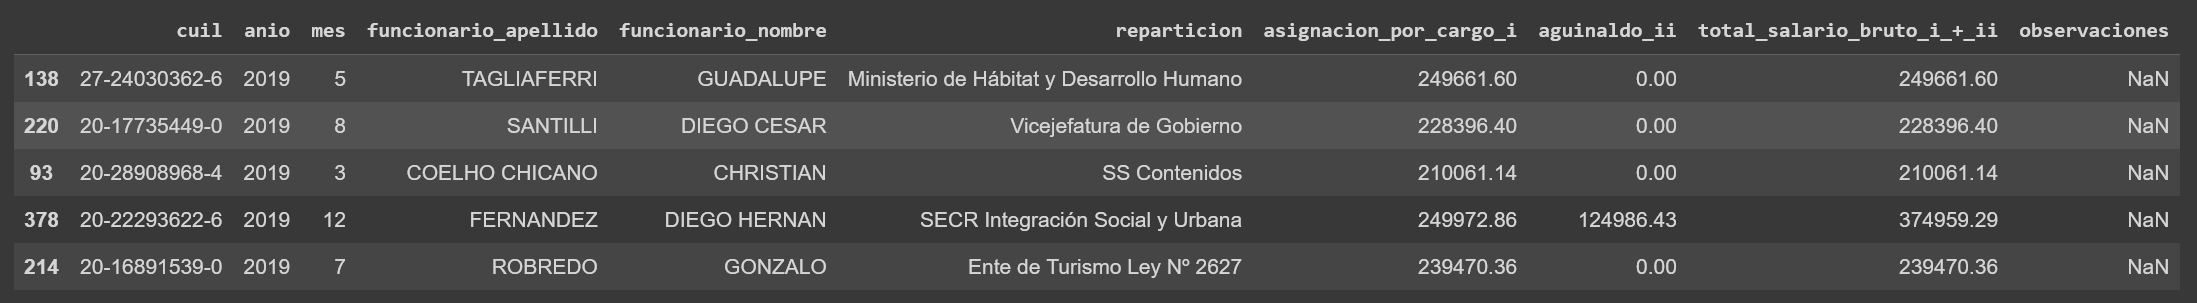 cuil anio mes funcionario_apellido funcionario_nombre reparticion asignacion_por_cargo_i aguinaldo_ii total_salario_bruto_i_+_ii observaciones
138 27-24030362-6 2019 5 TAGLIAFERRI GUADALUPE Ministerio de Hábitat y Desarrollo Humano 249661.60 0.00 249661.60 NaN
220 20-17735449-0 2019 8 SANTILLI DIEGO CESAR Vicejefatura de Gobierno 228396.40 0.00 228396.40 NaN
93 20-28908968-4 2019 3 COELHO CHICANO CHRISTIAN SS Contenidos 210061.14 0.00 210061.14 NaN
378 20-22293622-6 2019 12 FERNANDEZ DIEGO HERNAN SECR Integración Social y Urbana 249972.86 124986.43 374959.29 NaN
214 20-16891539-0 2019 7 ROBREDO GONZALO Ente de Turismo Ley Nº 2627 239470.36 0.00 239470.36 NaN